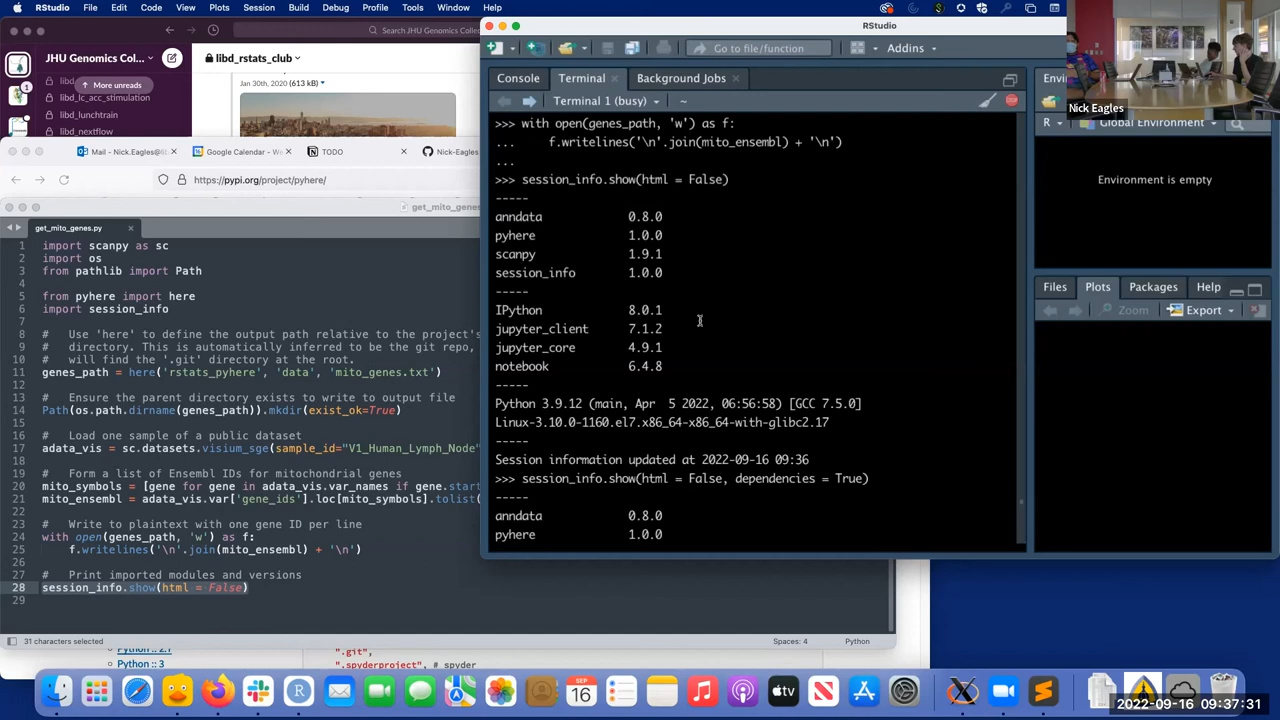 RStudio File Edit Code View Plots Session Build Debug Profile Tools Window Help
Search JHU Genomics Collec
RStudio
Go to file/function
Addins
JHU Genomics Coll...
libd_rstats_club
More unreads
Jan 30th, 2020 (613 kB)
libd_lc_acc_stimulation
libd_lunchtrain
libd_nextflow
Console Terminal Background Jobs
Terminal 1 (busy) ~
Nick Eagles
Global Environment
Environment is empty
Files Plots Packages Help
Zoom Export
Mail - Nick.Eagles@li
Google Calendar - We
TODO
Nick-Eagles
https://pypi.org/project/pyhere/
get_mito_genes
get_mito_genes.py
1 import scanpy as sc
2 import os
3 from pathlib import Path
4
5 from pyhere import here
6 import session_info
7
8 # Use 'here' to define the output path relative to the project's
9 # directory. This is automatically inferred to be the git repo,
10 # will find the '.git' directory at the root.
11 genes_path = here('rstats_pyhere', 'data', 'mito_genes.txt')
12
13 # Ensure the parent directory exists to write to output file
14 Path(os.path.dirname(genes_path)).mkdir(exist_ok=True)
15
16 # Load one sample of a public dataset
17 adata_vis = sc.datasets.visium_sge(sample_id="V1_Human_Lymph_Node"
18
19 # Form a list of Ensembl IDs for mitochondrial genes
20 mito_symbols = [gene for gene in adata_vis.var_names if gene.start
21 mito_ensembl = adata_vis.var['gene_ids'].loc[mito_symbols].tolist(
22
23 # Write to plaintext with one gene ID per line
24 with open(genes_path, 'w') as f:
25 f.writelines('\n'.join(mito_ensembl) + '\n')
26
27 # Print imported modules and versions
28 session_info.show(html = False)
29
31 characters selected
Spaces: 4
Python
>>> with open(genes_path, 'w') as f:
... f.writelines('\n'.join(mito_ensembl) + '\n')
...
>>> session_info.show(html = False)
-----
anndata 0.8.0
pyhere 1.0.0
scanpy 1.9.1
session_info 1.0.0
-----
IPython 8.0.1
jupyter_client 7.1.2
jupyter_core 4.9.1
notebook 6.4.8
-----
Python 3.9.12 (main, Apr 5 2022, 06:56:58) [GCC 7.5.0]
Linux-3.10.0-1160.el7.x86_64-x86_64-with-glibc2.17
-----
Session information updated at 2022-09-16 09:36
>>> session_info.show(html = False, dependencies = True)
-----
anndata 0.8.0
pyhere 1.0.0
Python :: 3
".git",
".spyderproject", # spyder
SEP
16
2022-09-16 09:37:31